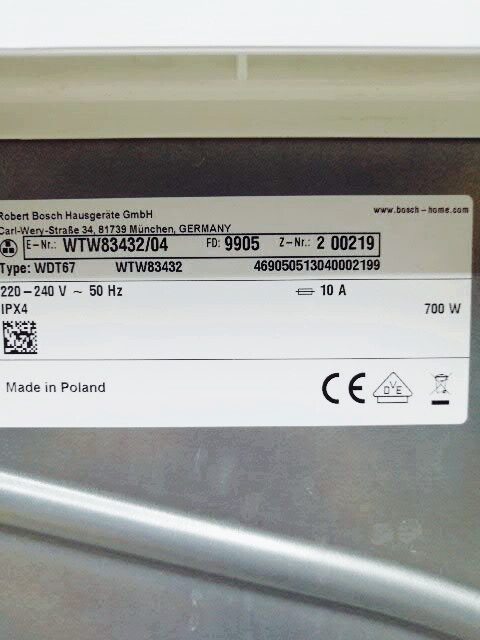 Robert Bosch Hausgeräte GmbH
www.bosch-home.com
Carl-Wery-Straße 34, 81739 München, GERMANY
E-Nr.: WTW83432/04 FD: 9905 Z-Nr.: 2 00219
Type: WDT67 WTW83432 469050513040002199
220-240 V ~ 50 Hz 10 A
IPX4 700 W
Made in Poland CE DVE